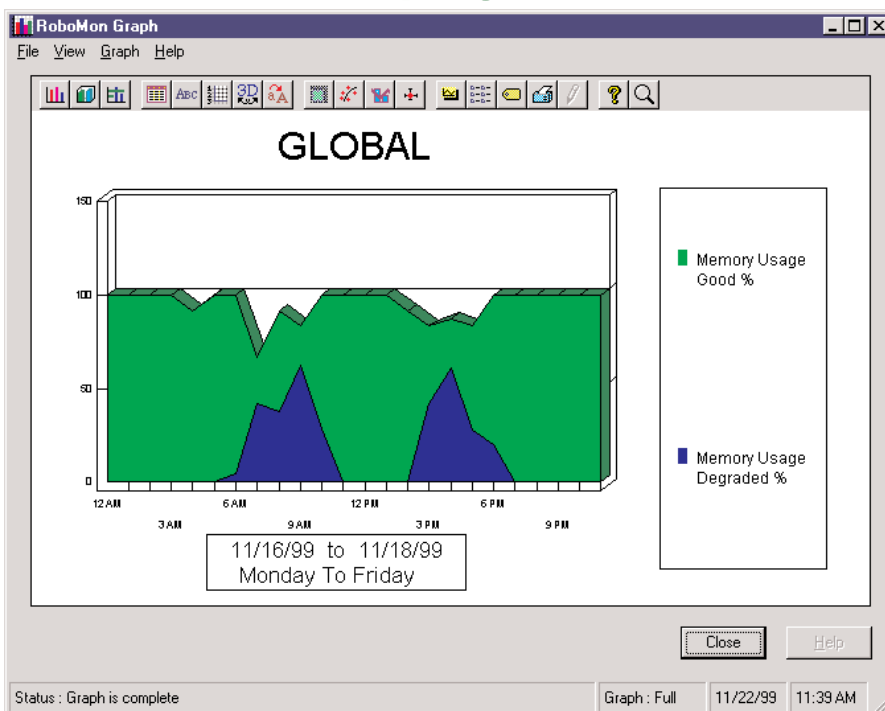 RoboMon Graph
File View Graph Help
ABC 3D aA
GLOBAL
150
100
50
0
12 AM 6 AM 12 PM 6 PM
3 AM 9 AM 3 PM 9 PM
11/16/99 to 11/18/99
Monday To Friday
Memory Usage
Good %
Memory Usage
Degraded %
Close Help
Status : Graph is complete Graph : Full 11/22/99 11:39 AM